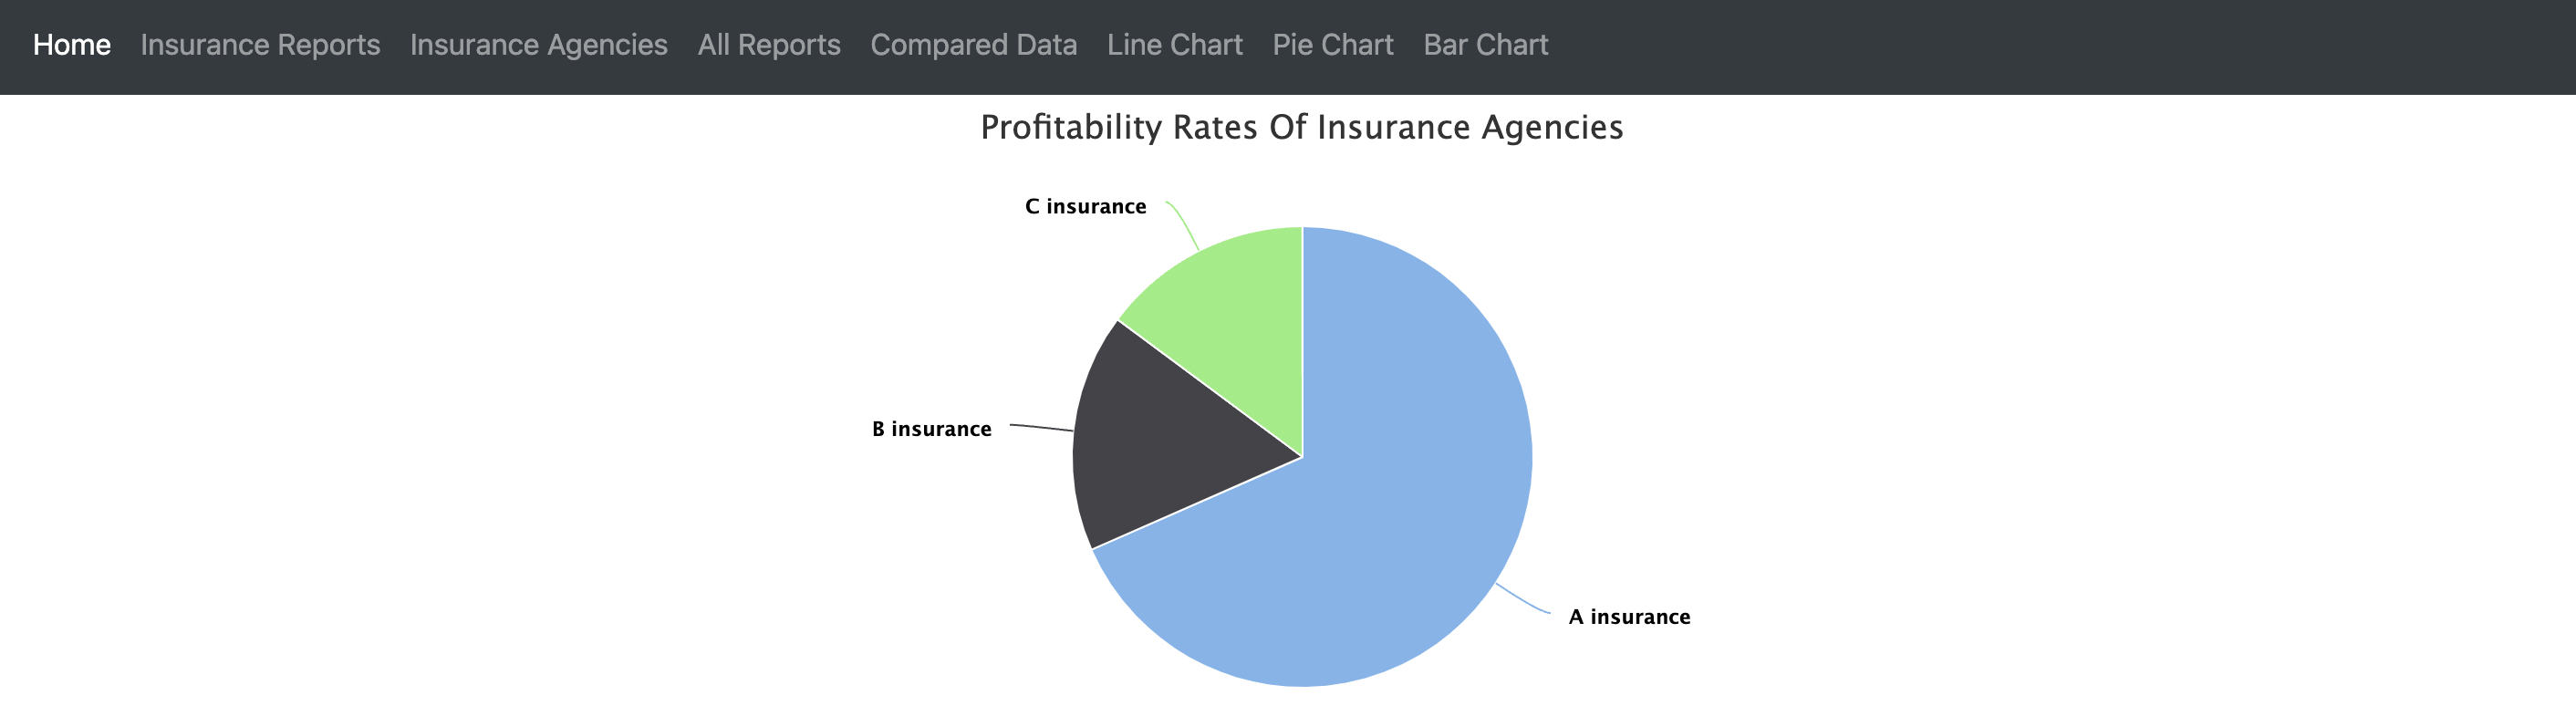 Home Insurance Reports Insurance Agencies All Reports Compared Data Line Chart Pie Chart Bar Chart
Profitability Rates Of Insurance Agencies
C insurance
B insurance
A insurance